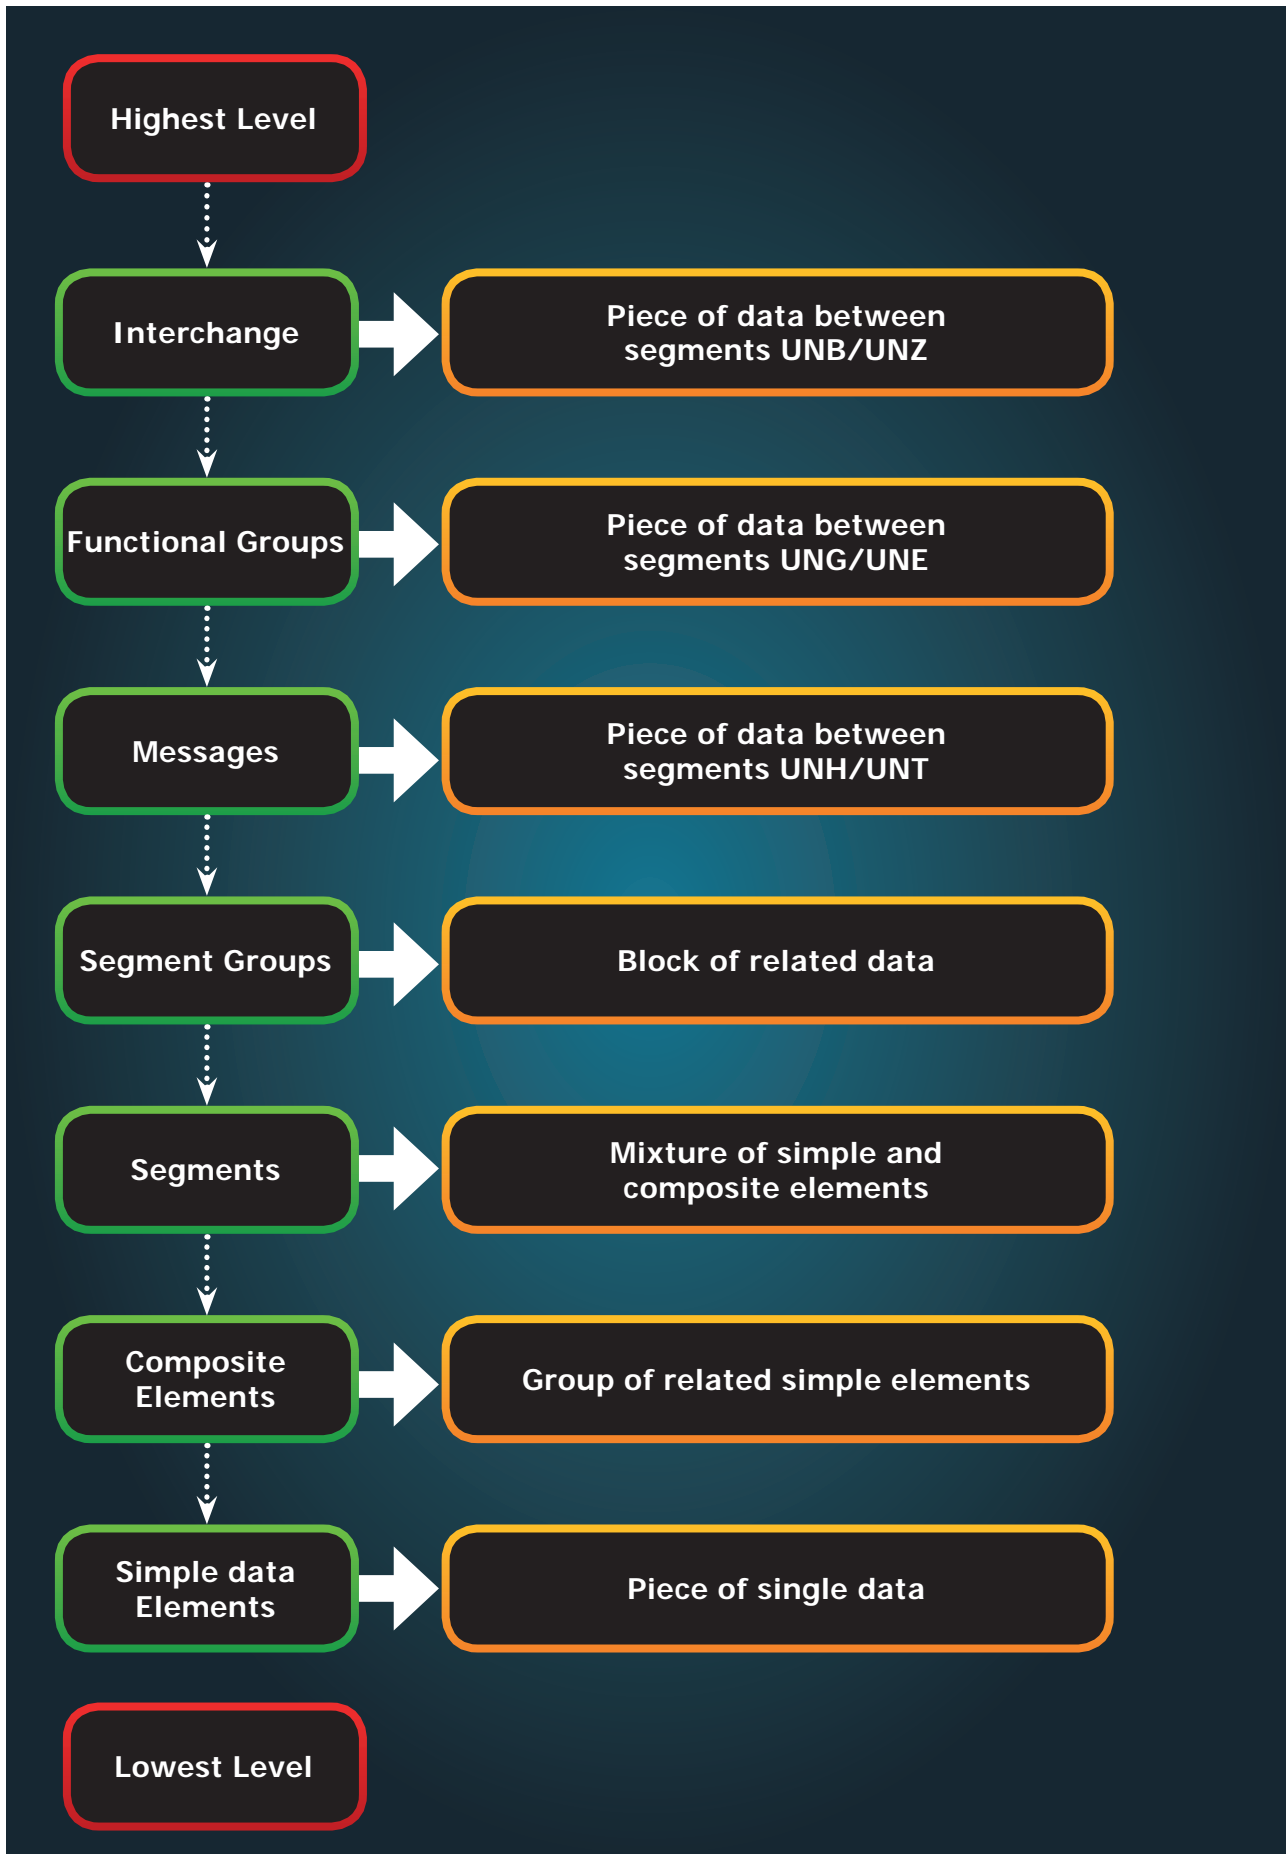 Highest Level
Interchange
Piece of data between
segments UNB/UNZ
Functional Groups
Piece of data between
segments UNG/UNE
Messages
Piece of data between
segments UNH/UNT
Segment Groups
Block of related data
Segments
Mixture of simple and
composite elements
Composite
Elements
Group of related simple elements
Simple data
Elements
Piece of single data
Lowest Level